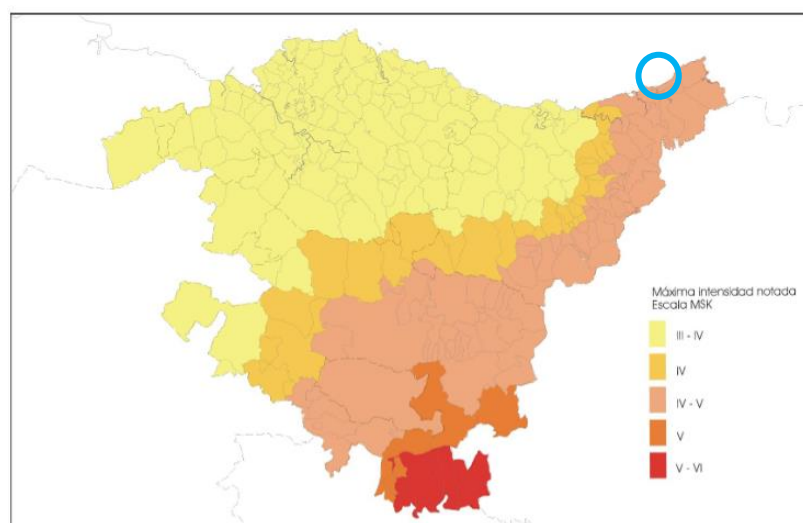 Máxima intensidad notada
Escala MSK
III - IV
IV
IV - V
V
V - VI